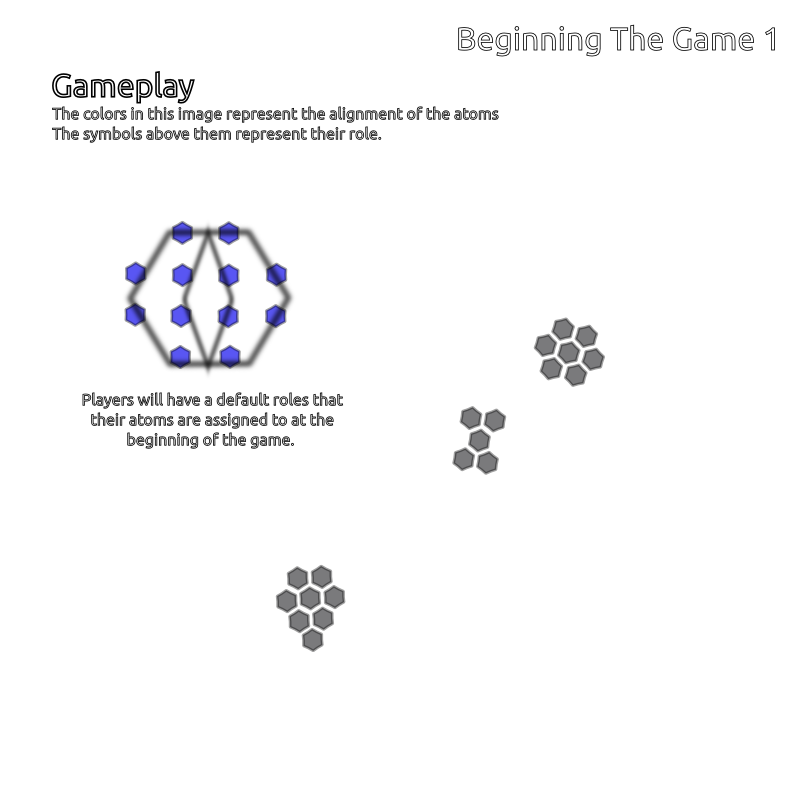 Beginning The Game 1
Gameplay
The colors in this image represent the alignment of the atoms
The symbols above them represent their role.
Players will have a default roles that
their atoms are assigned to at the
beginning of the game.